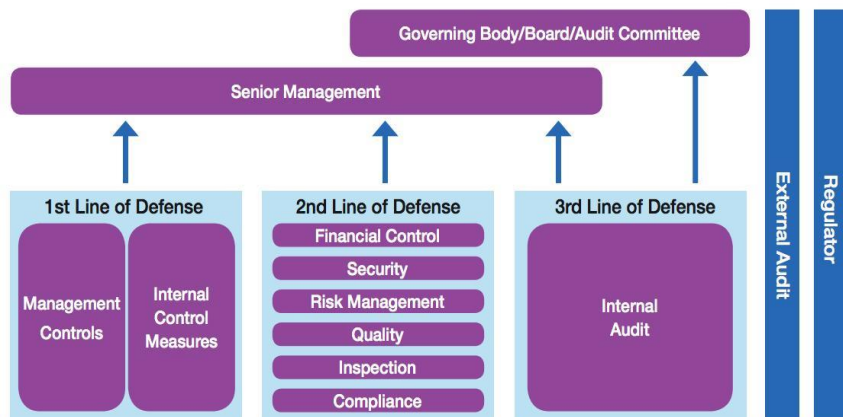 Governing Body/Board/Audit Committee
Senior Management
1st Line of Defense
Management
Controls
Internal
Control
Measures
2nd Line of Defense
Financial Control
Security
Risk Management
Quality
Inspection
Compliance
3rd Line of Defense
Internal
Audit
External Audit
Regulator